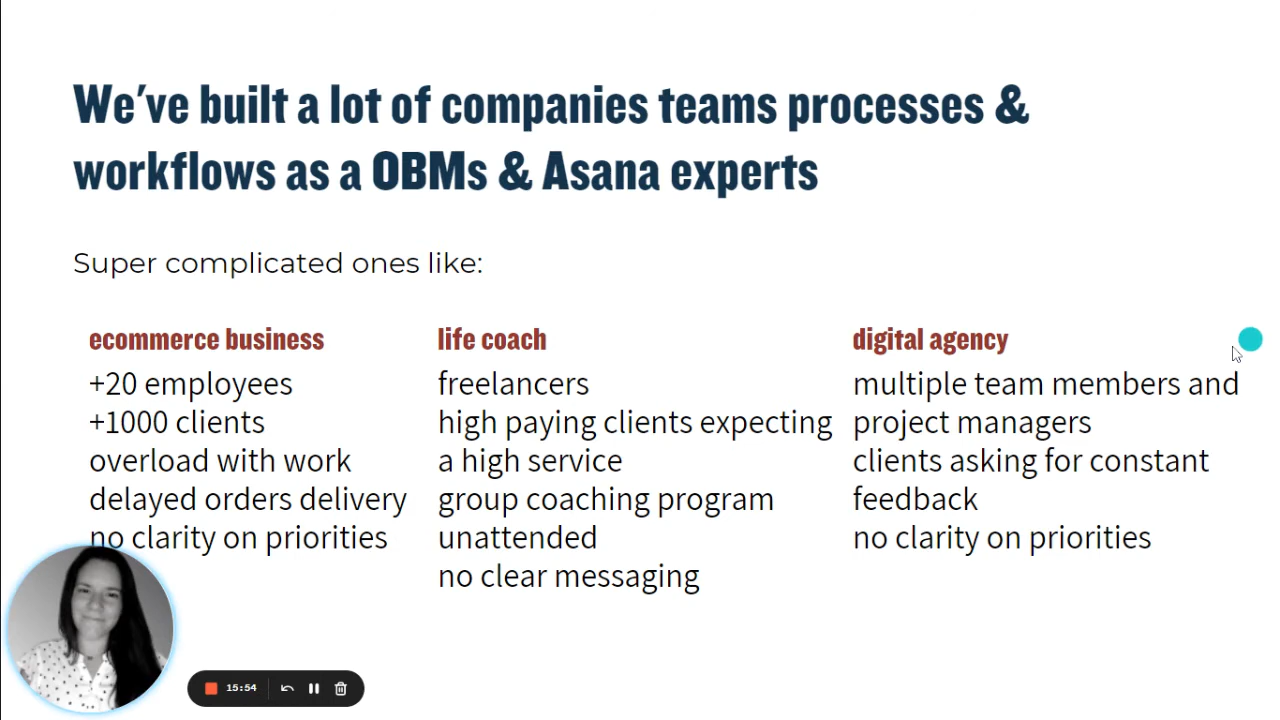 We've built a lot of companies teams processes &
workflows as a OBMs & Asana experts
Super complicated ones like:
ecommerce business
+20 employees
+1000 clients
overload with work
delayed orders delivery
no clarity on priorities
life coach
freelancers
high paying clients expecting
a high service
group coaching program
unattended
no clear messaging
digital agency
multiple team members and
project managers
clients asking for constant
feedback
no clarity on priorities
15:54